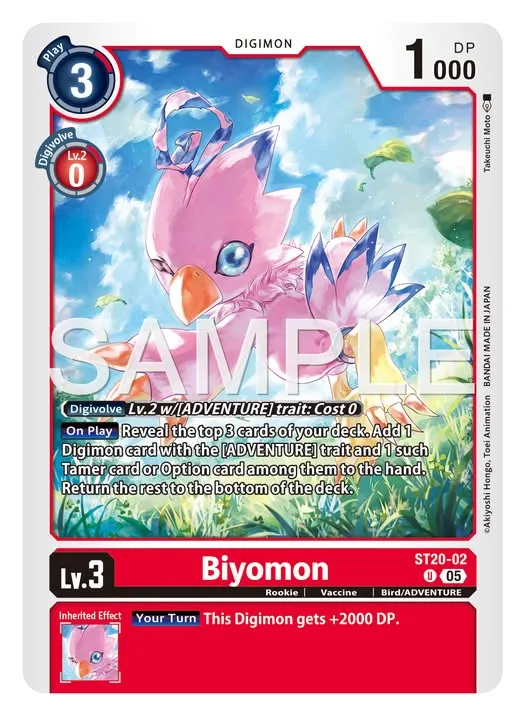 DIGIMON
Play
3
1000
DP
Digivolve
Lv.2
0
Takeuchi Moto
SAMPLE
©Akiyoshi Hongo, Toei Animation BANDAI MADE IN JAPAN
Digivolve Lv.2 w/[ADVENTURE] trait: Cost 0
On Play Reveal the top 3 cards of your deck. Add 1
Digimon card with the [ADVENTURE] trait and 1 such
Tamer card or Option card among them to the hand.
Return the rest to the bottom of the deck.
Lv.3
Biyomon
ST20-02
U 05
Rookie | Vaccine | Bird/ADVENTURE
Inherited Effect
Your Turn This Digimon gets +2000 DP.